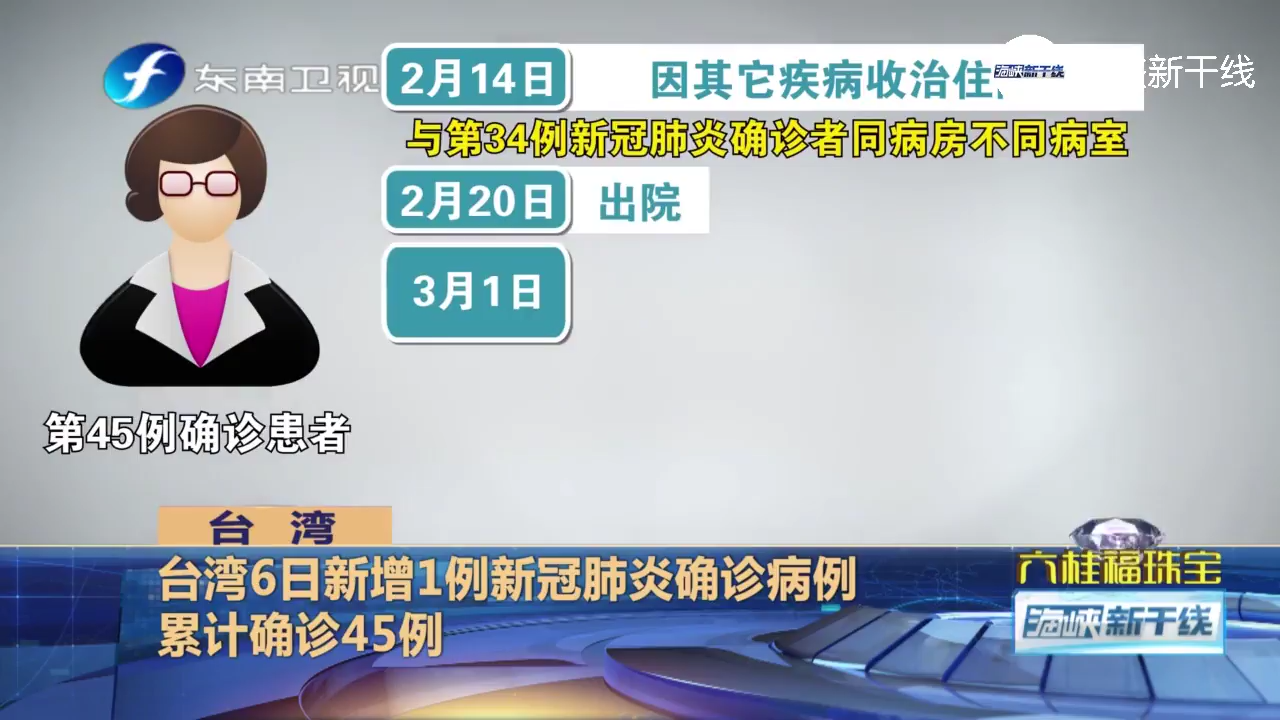 东南卫视
2月14日 因其它疾病收治住
海峡新干线
新干线
与第34例新冠肺炎确诊者同病房不同病室
2月20日 出院
3月1日
第45例确诊患者
台湾
台湾6日新增1例新冠肺炎确诊病例
累计确诊45例
六桂福珠宝
海峡新干线